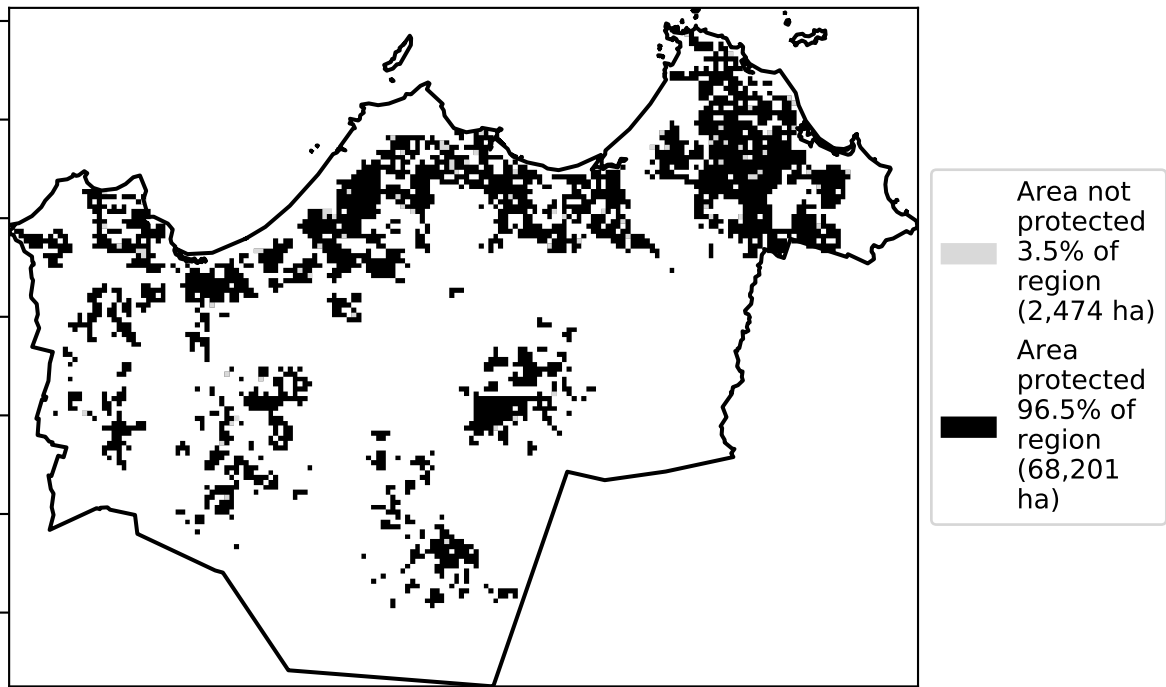 Area not
protected
3.5% of
region
(2,474 ha)
Area
protected
96.5% of
region
(68,201
ha)